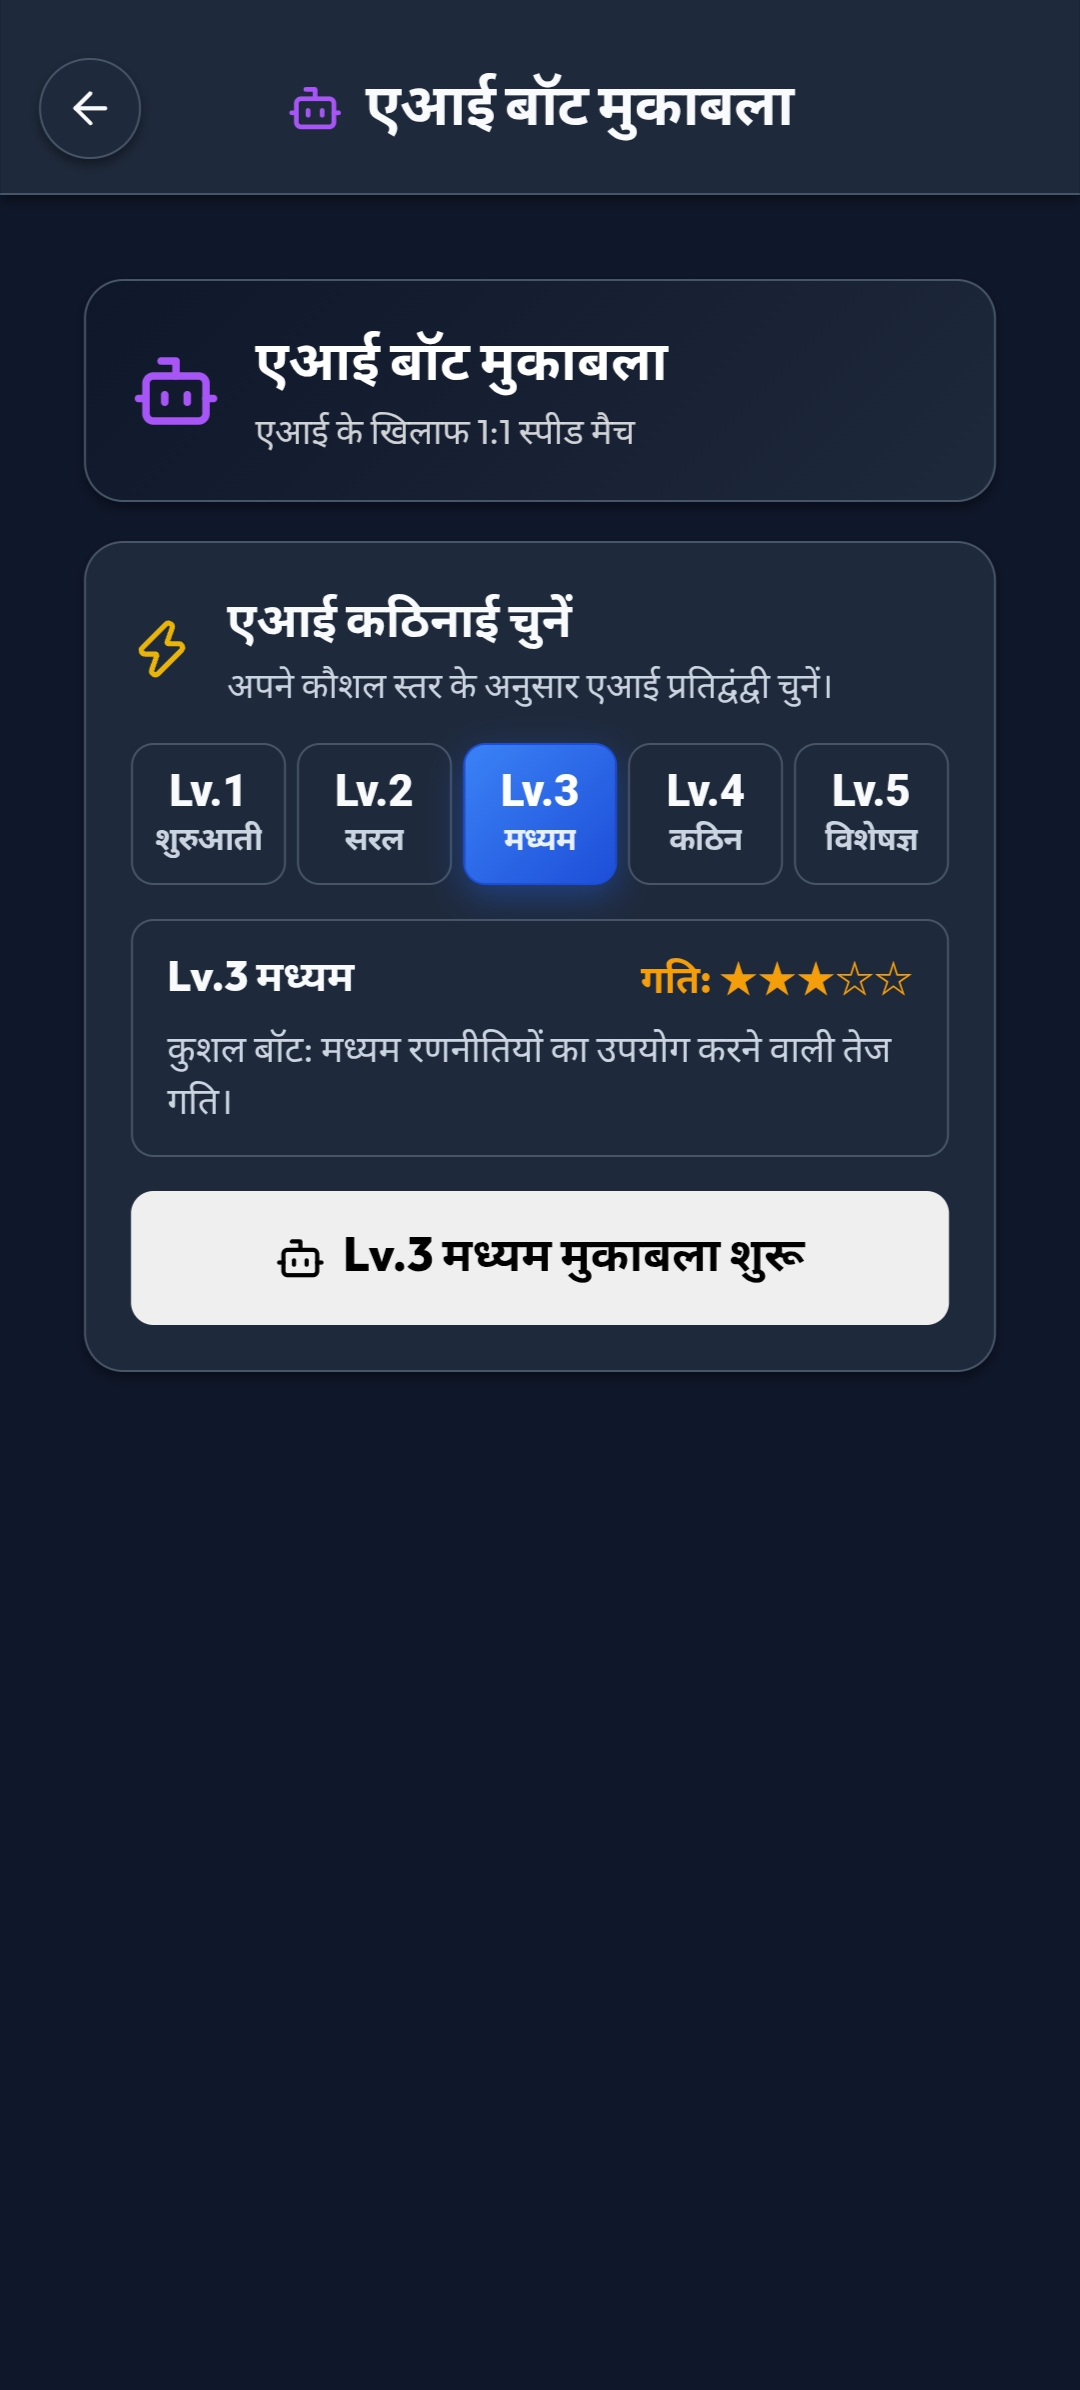 एआई बॉट मुकाबला
एआई बॉट मुकाबला
एआई के खिलाफ 1:1 स्पीड मैच
एआई कठिनाई चुनें
अपने कौशल स्तर के अनुसार एआई प्रतिद्वंद्वी चुनें।
Lv.1 Lv.2 Lv.3 Lv.4 Lv.5
शुरुआती सरल मध्यम कठिन विशेषज्ञ
Lv.3 मध्यम गति: ★★★☆☆
कुशल बॉट: मध्यम रणनीतियों का उपयोग करने वाली तेज
गति।
Lv.3 मध्यम मुकाबला शुरू